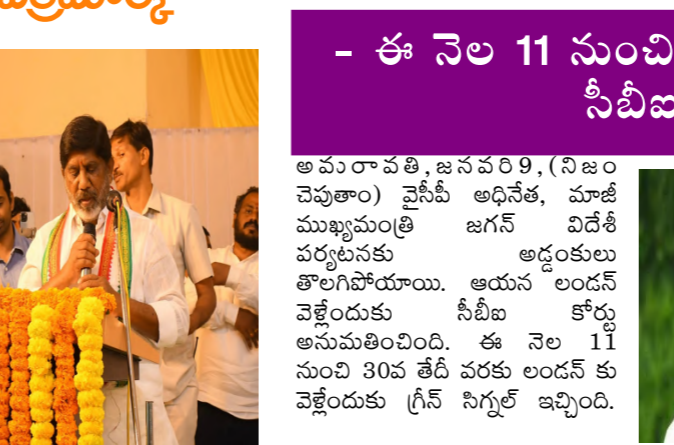 - ఈ నెల 11 నుంచి
సీబీఐ
అమరావతి,జనవరి9,(నిజం
చెపుతాం) వైసీపీ అధినేత, మాజీ
ముఖ్యమంత్రి జగన్ విదేశీ
పర్యటనకు అడ్డంకులు
తొలగిపోయాయి. ఆయన లండన్
వెళ్లేందుకు సీబీఐ కోర్టు
అనుమతించింది. ఈ నెల 11
నుంచి 30వ తేదీ వరకు లండన్ కు
వెళ్లేందుకు గ్రీన్ సిగ్నల్ ఇచ్చింది.